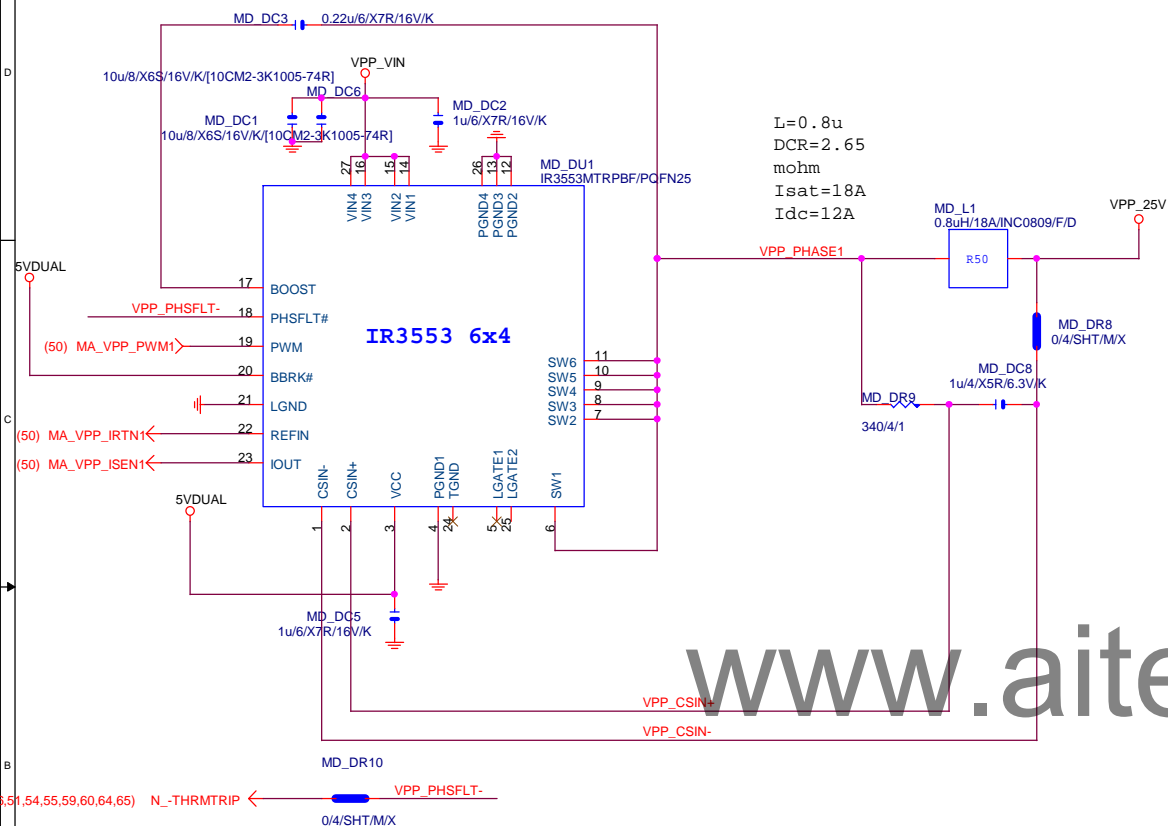 MD_DC3
0.22u/6/X7R/16V/K
VPP_VIN
D
10u/8/X6S/16V/K/[10CM2-3K1005-74R]
MD_DC6
MD_DC1
10u/8/X6S/16V/K/[10CM2-3K1005-74R]
MD_DC2
1u/6/X7R/16V/K
L=0.8u
DCR=2.65
mohm
Isat=18A
Idc=12A
MD_DU1
IR3553MTRPBF/PQFN25
27 16 15 14 26 13 12
VIN4 VIN3 VIN2 VIN1 PGND4 PGND3 PGND2
MD_L1
0.8uH/18A/INC0809/F/D
VPP_25V
VPP_PHASE1
R50
5VDUAL
17 BOOST
VPP_PHSFLT-
18 PHSFLT#
(50) MA_VPP_PWM1
19 PWM
20 BBRK#
21 LGND
(50) MA_VPP_IRTN1
22 REFIN
(50) MA_VPP_ISEN1
23 IOUT
IR3553 6x4
SW6 11
SW5 10
SW4 9
SW3 8
SW2 7
MD_DR8
0/4/SHT/M/X
MD_DC8
1u/4/X5R/6.3V/K
MD_DR9
340/4/1
C
CSIN- CSIN+ VCC PGND1 TGND LGATE1 LGATE2 SW1
1 2 3 4 24 5 25 6
5VDUAL
MD_DC5
1u/6/X7R/16V/K
www.aite
VPP_CSIN+
VPP_CSIN-
B
MD_DR10
,51,54,55,59,60,64,65) N_-THRMTRIP
VPP_PHSFLT-
0/4/SHT/M/X